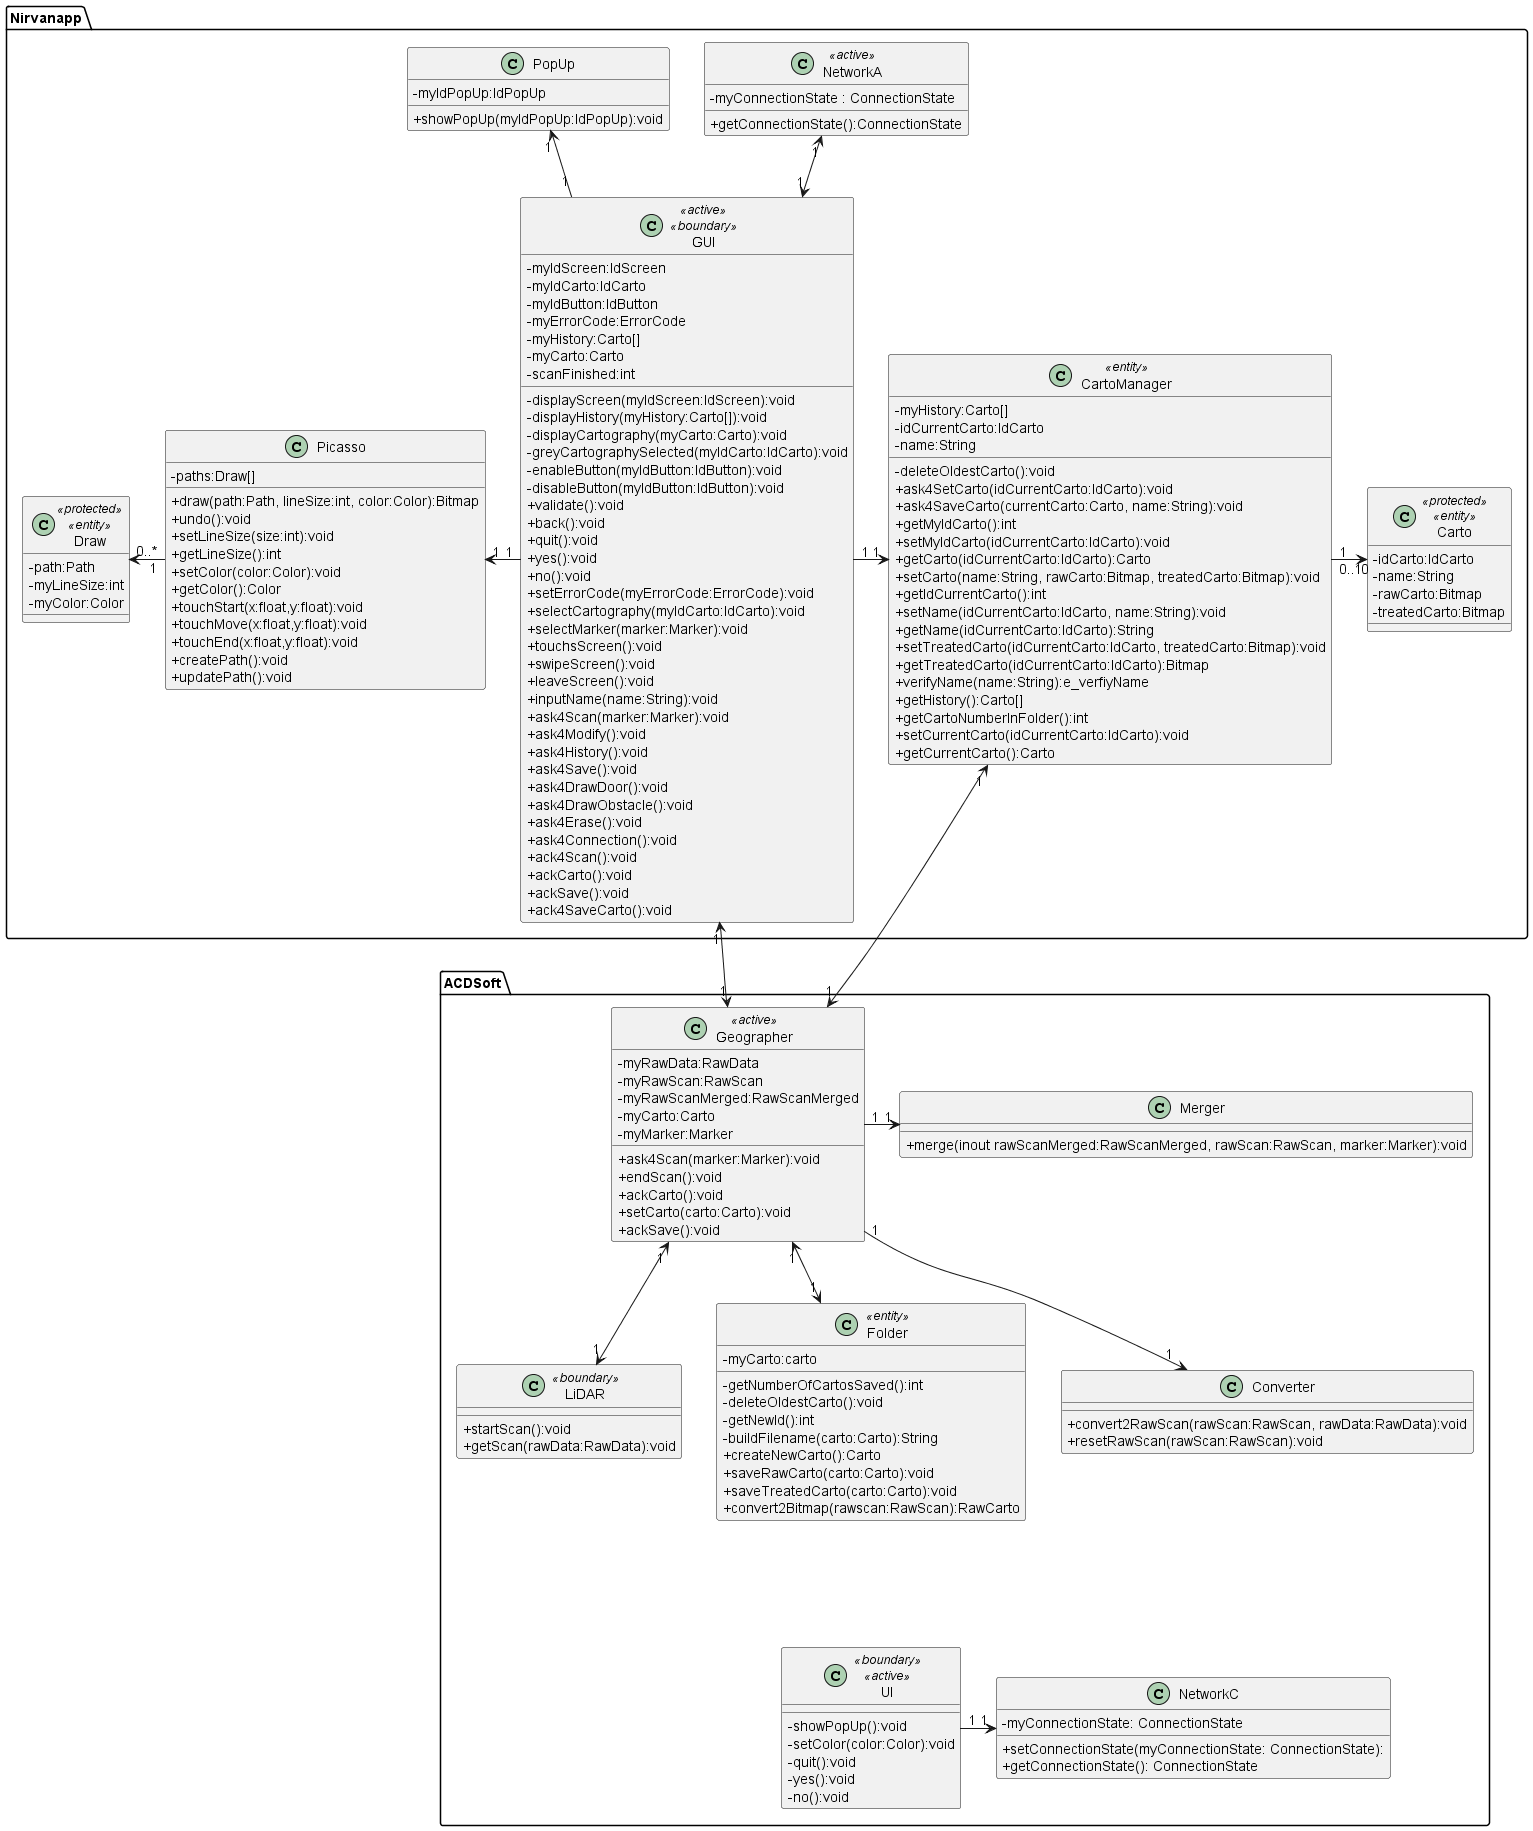 Nirvanapp
C PopUp
-myIdPopUp:IdPopUp
+showPopUp(myIdPopUp:IdPopUp):void
«active»
C NetworkA
-myConnectionState : ConnectionState
+getConnectionState():ConnectionState
1
1
1
1
«active»
«boundary»
C GUI
-myIdScreen:IdScreen
-myIdCarto:IdCarto
-myIdButton:IdButton
-myErrorCode:ErrorCode
-myHistory:Carto[]
-myCarto:Carto
-scanFinished:int
-displayScreen(myIdScreen:IdScreen):void
-displayHistory(myHistory:Carto[]):void
-displayCartography(myCarto:Carto):void
-greyCartographySelected(myIdCarto:IdCarto):void
-enableButton(myIdButton:IdButton):void
-disableButton(myIdButton:IdButton):void
+validate():void
+back():void
+quit():void
+yes():void
+no():void
+setErrorCode(myErrorCode:ErrorCode):void
+selectCartography(myIdCarto:IdCarto):void
+selectMarker(marker:Marker):void
+touchsScreen():void
+swipeScreen():void
+leaveScreen():void
+inputName(name:String):void
+ask4Scan(marker:Marker):void
+ask4Modify():void
+ask4History():void
+ask4Save():void
+ask4DrawDoor():void
+ask4DrawObstacle():void
+ask4Erase():void
+ask4Connection():void
+ack4Scan():void
+ackCarto():void
+ackSave():void
+ack4SaveCarto():void
«entity»
C CartoManager
-myHistory:Carto[]
-idCurrentCarto:IdCarto
-name:String
-deleteOldestCarto():void
+ask4SetCarto(idCurrentCarto:IdCarto):void
+ask4SaveCarto(currentCarto:Carto, name:String):void
+getMyIdCarto():int
+setMyIdCarto(idCurrentCarto:IdCarto):void
+getCarto(idCurrentCarto:IdCarto):Carto
+setCarto(name:String, rawCarto:Bitmap, treatedCarto:Bitmap):void
+getIdCurrentCarto():int
+setName(idCurrentCarto:IdCarto, name:String):void
+getName(idCurrentCarto:IdCarto):String
+setTreatedCarto(idCurrentCarto:IdCarto, treatedCarto:Bitmap):void
+getTreatedCarto(idCurrentCarto:IdCarto):Bitmap
+verifyName(name:String):e_verfiyName
+getHistory():Carto[]
+getCartoNumberInFolder():int
+setCurrentCarto(idCurrentCarto:IdCarto):void
+getCurrentCarto():Carto
C Picasso
-paths:Draw[]
+draw(path:Path, lineSize:int, color:Color):Bitmap
+undo():void
+setLineSize(size:int):void
+getLineSize():int
+setColor(color:Color):void
+getColor():Color
+touchStart(x:float,y:float):void
+touchMove(x:float,y:float):void
+touchEnd(x:float,y:float):void
+createPath():void
+updatePath():void
«protected»
«entity»
C Draw
-path:Path
-myLineSize:int
-myColor:Color
0..*
1
1 1
1 1
1
0..10
«protected»
«entity»
C Carto
-idCarto:IdCarto
-name:String
-rawCarto:Bitmap
-treatedCarto:Bitmap
1
1
1
1
ACDSoft
«active»
C Geographer
-myRawData:RawData
-myRawScan:RawScan
-myRawScanMerged:RawScanMerged
-myCarto:Carto
-myMarker:Marker
+ask4Scan(marker:Marker):void
+endScan():void
+ackCarto():void
+setCarto(carto:Carto):void
+ackSave():void
1 1
C Merger
+merge(inout rawScanMerged:RawScanMerged, rawScan:RawScan, marker:Marker):void
1
1
1
1
1
1
«boundary»
C LiDAR
+startScan():void
+getScan(rawData:RawData):void
«entity»
C Folder
-myCarto:carto
-getNumberOfCartosSaved():int
-deleteOldestCarto():void
-getNewId():int
-buildFilename(carto:Carto):String
+createNewCarto():Carto
+saveRawCarto(carto:Carto):void
+saveTreatedCarto(carto:Carto):void
+convert2Bitmap(rawscan:RawScan):RawCarto
C Converter
+convert2RawScan(rawScan:RawScan, rawData:RawData):void
+resetRawScan(rawScan:RawScan):void
«boundary»
«active»
C UI
-showPopUp():void
-setColor(color:Color):void
-quit():void
-yes():void
-no():void
1 1
C NetworkC
-myConnectionState: ConnectionState
+setConnectionState(myConnectionState: ConnectionState):
+getConnectionState(): ConnectionState